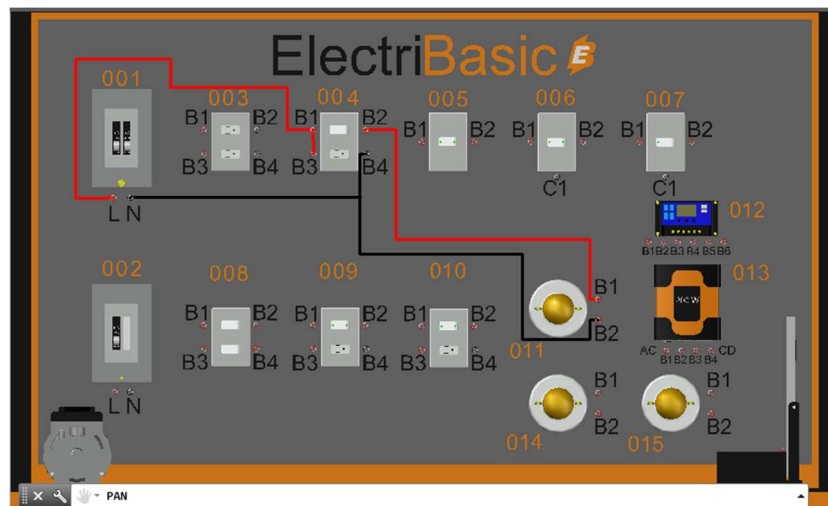 ElectriBasic E
001
003
004
005
006
007
B1 B2 B1 B2 B1 B2 B1 B2 B1 B2
B3 B4 B3 B4
C1 C1
L N
012
B1 B2 B3 B4 B5 B6
002
008
009
010
013
B1 B2 B1 B2 B1 B2
B1
B2
011
B3 B4 B3 B4 B4
AC CD
B1 B2 B3 B4
L N
B1 B1
B2 B2
014
015
PAN